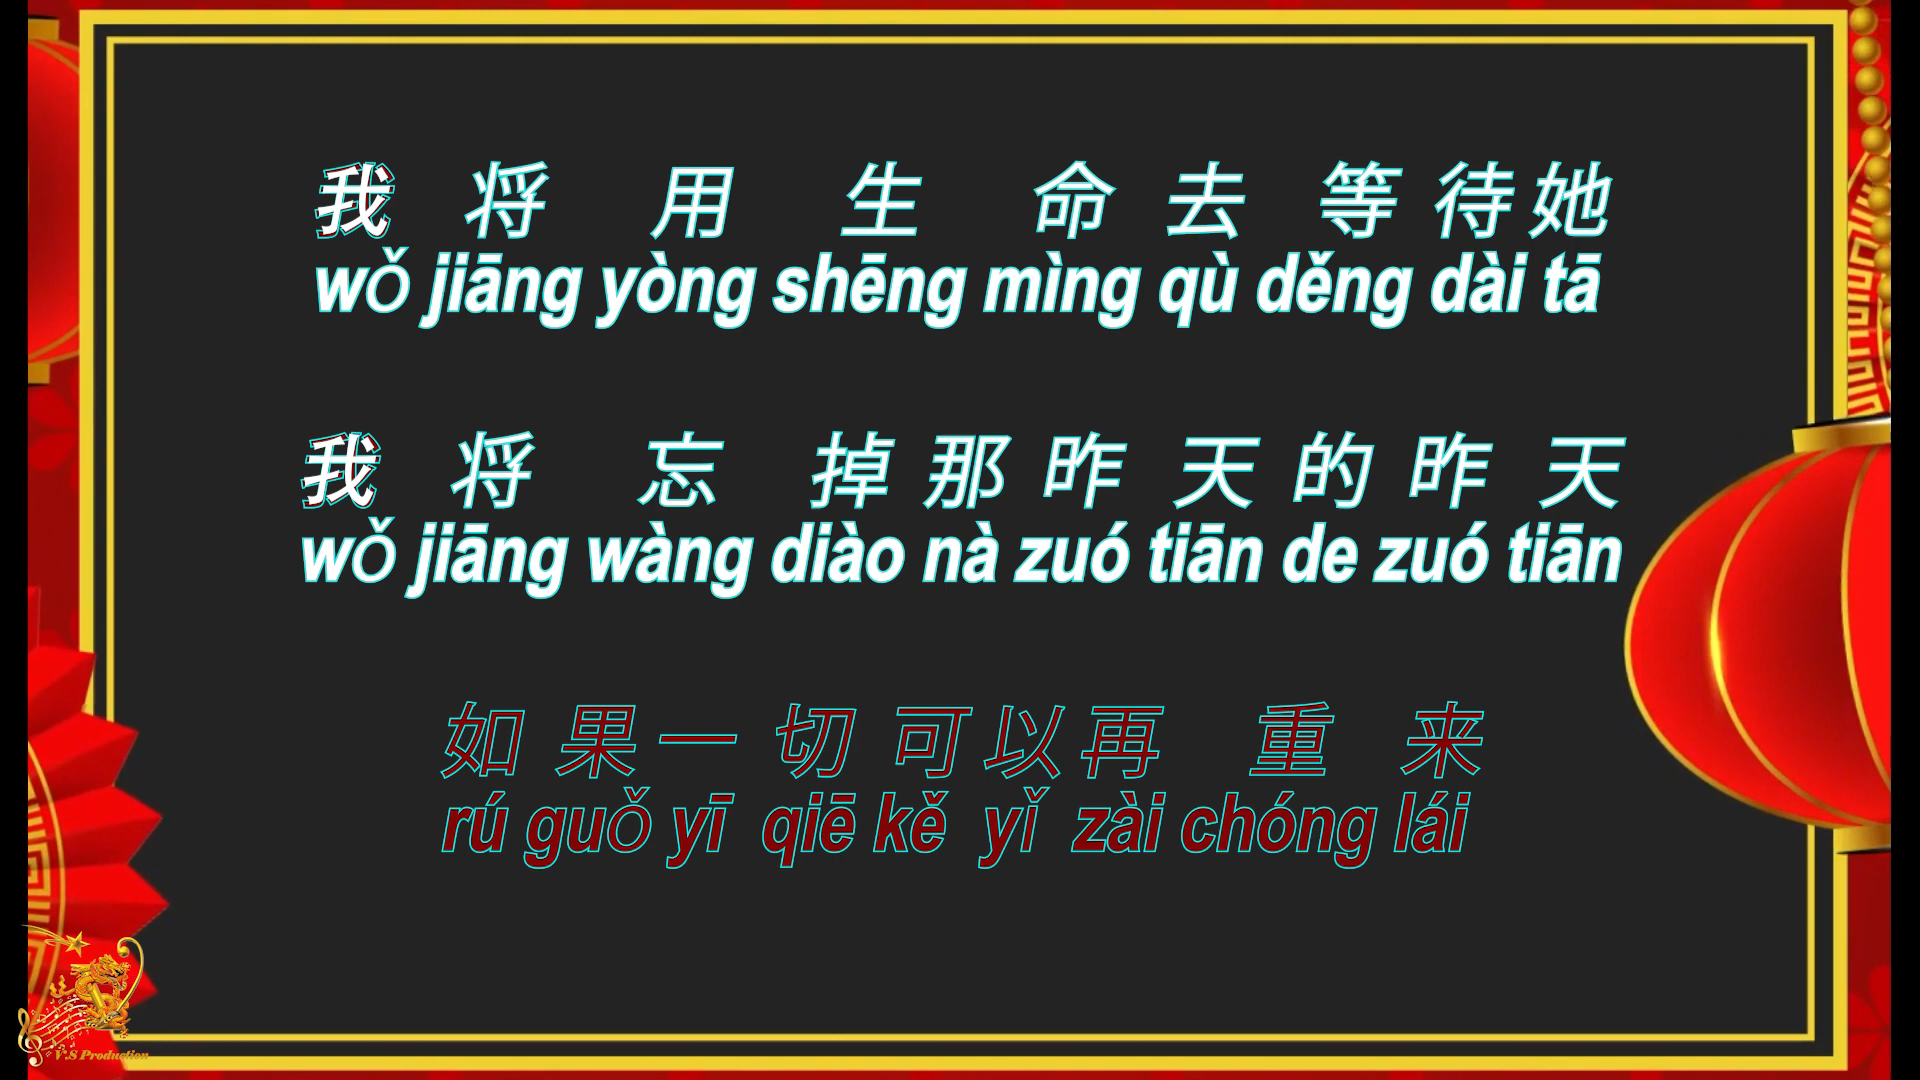 我 将 用 生 命 去 等 待 她
wǒ jiāng yòng shēng mìng qù děng dài tā
我 将 忘 掉 那 昨 天 的 昨 天
wǒ jiāng wàng diào nà zuó tiān de zuó tiān
如 果 一 切 可 以 再 重 来
rú guǒ yī qiē kě yǐ zài chóng lái
V.S Production